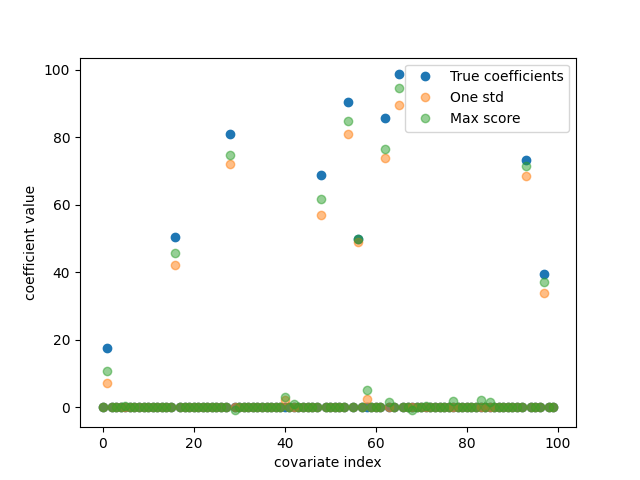 100
80
60
40
20
0
coefficient value
True coefficients
One std
Max score
0 20 40 60 80 100
covariate index